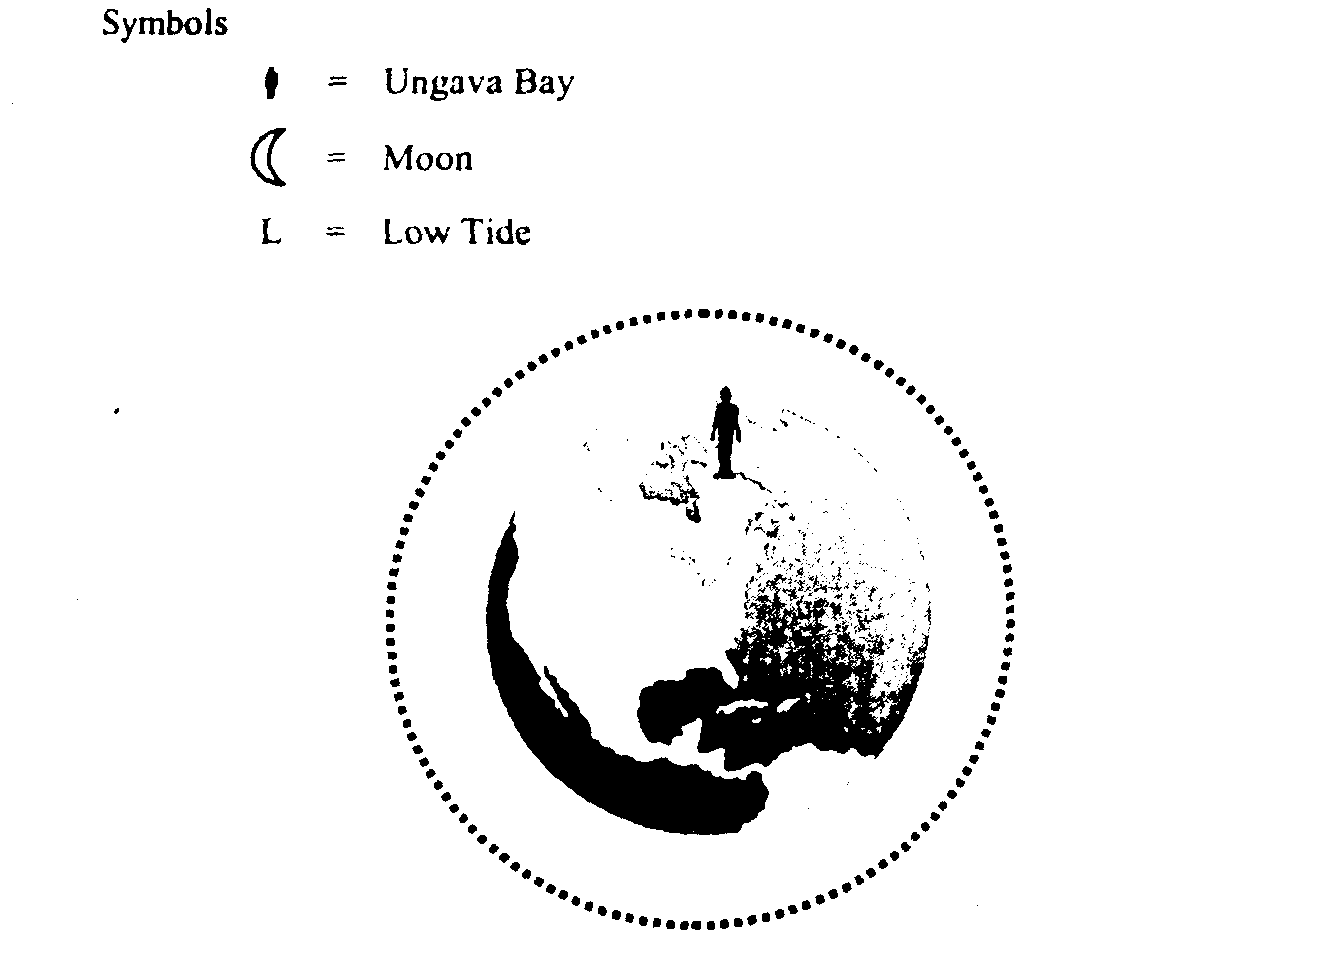 Symbols
= Ungava Bay
= Moon
L = Low Tide